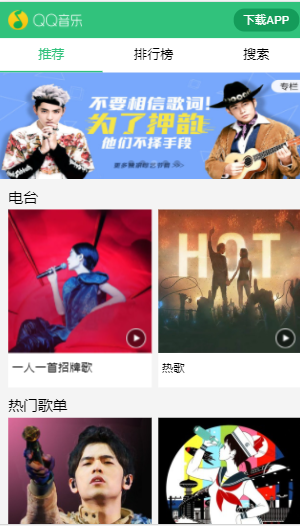 QQ音乐
下载APP
推荐
排行榜
搜索
专栏
不要相信歌词！
为了押韵
他们不择手段
电台
HOT
一人一首招牌歌
热歌
热门歌单